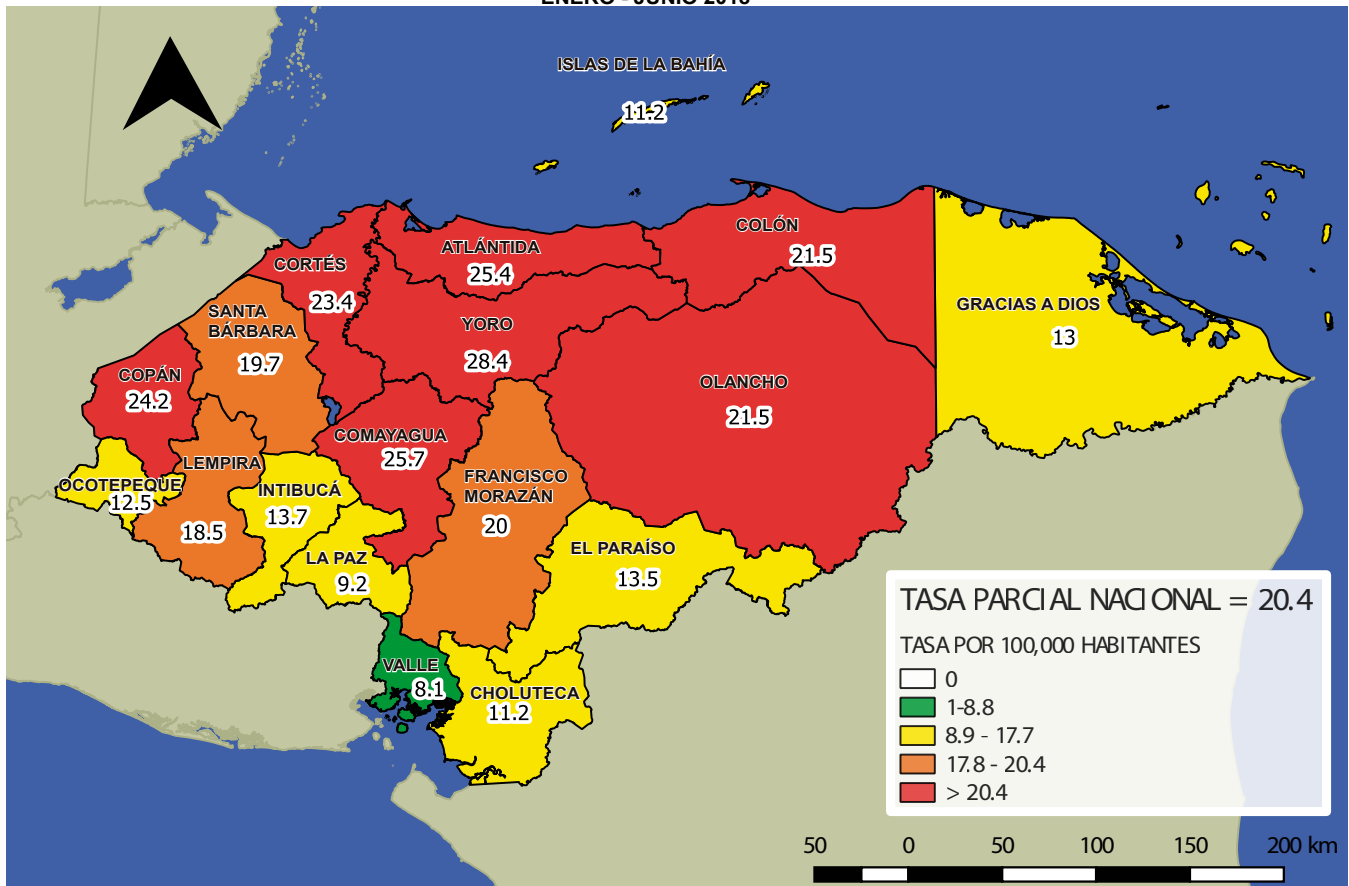 ISLAS DE LA BAHÍA
11.2
COLÓN
21.5
ATLÁNTIDA
25.4
CORTÉS
23.4
GRACIAS A DIOS
13
SANTA
BÁRBARA
19.7
YORO
28.4
COPÁN
24.2
OLANCHO
21.5
COMAYAGUA
25.7
LEMPIRA
18.5
FRANCISCO
MORAZÁN
20
OCOTEPEQUE
12.5
INTIBUCÁ
13.7
LA PAZ
9.2
EL PARAÍSO
13.5
VALLE
8.1
CHOLUTECA
11.2
TASA PARCIAL NACIONAL = 20.4
TASA POR 100,000 HABITANTES
0
1-8.8
8.9 - 17.7
17.8 - 20.4
> 20.4
50 0 50 100 150 200 km